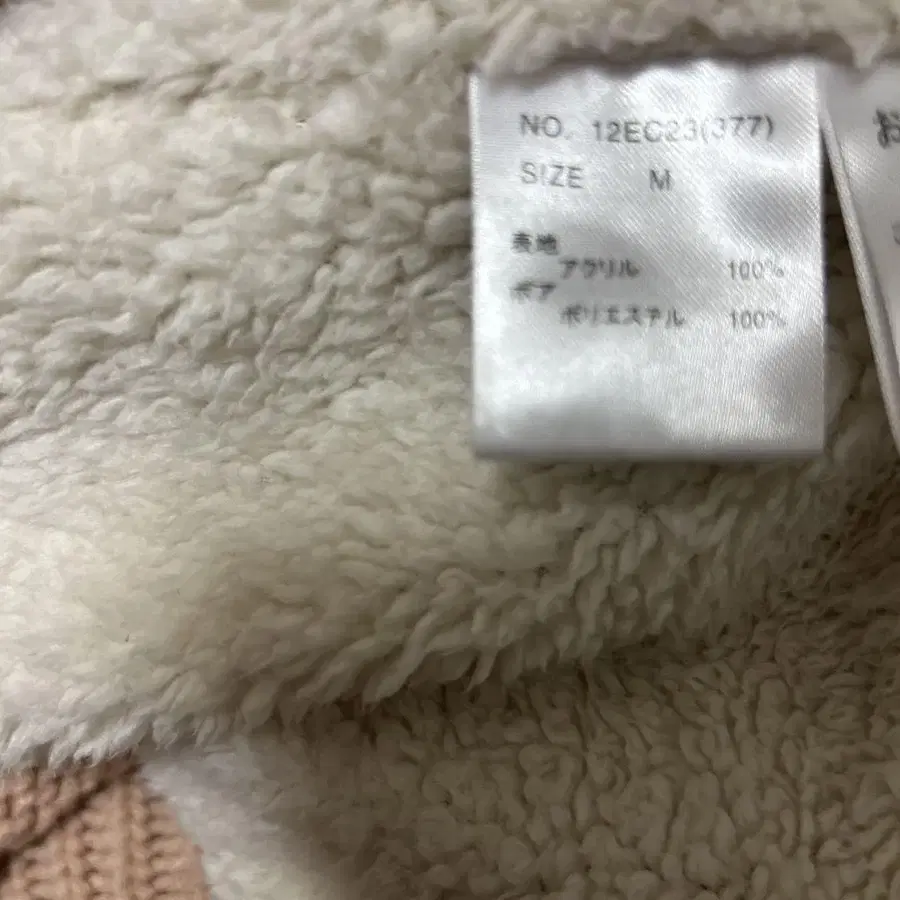 NO. 12EC23(377)
SIZE M
表地
アクリル 100%
ボア
ポリエステル 100%
お